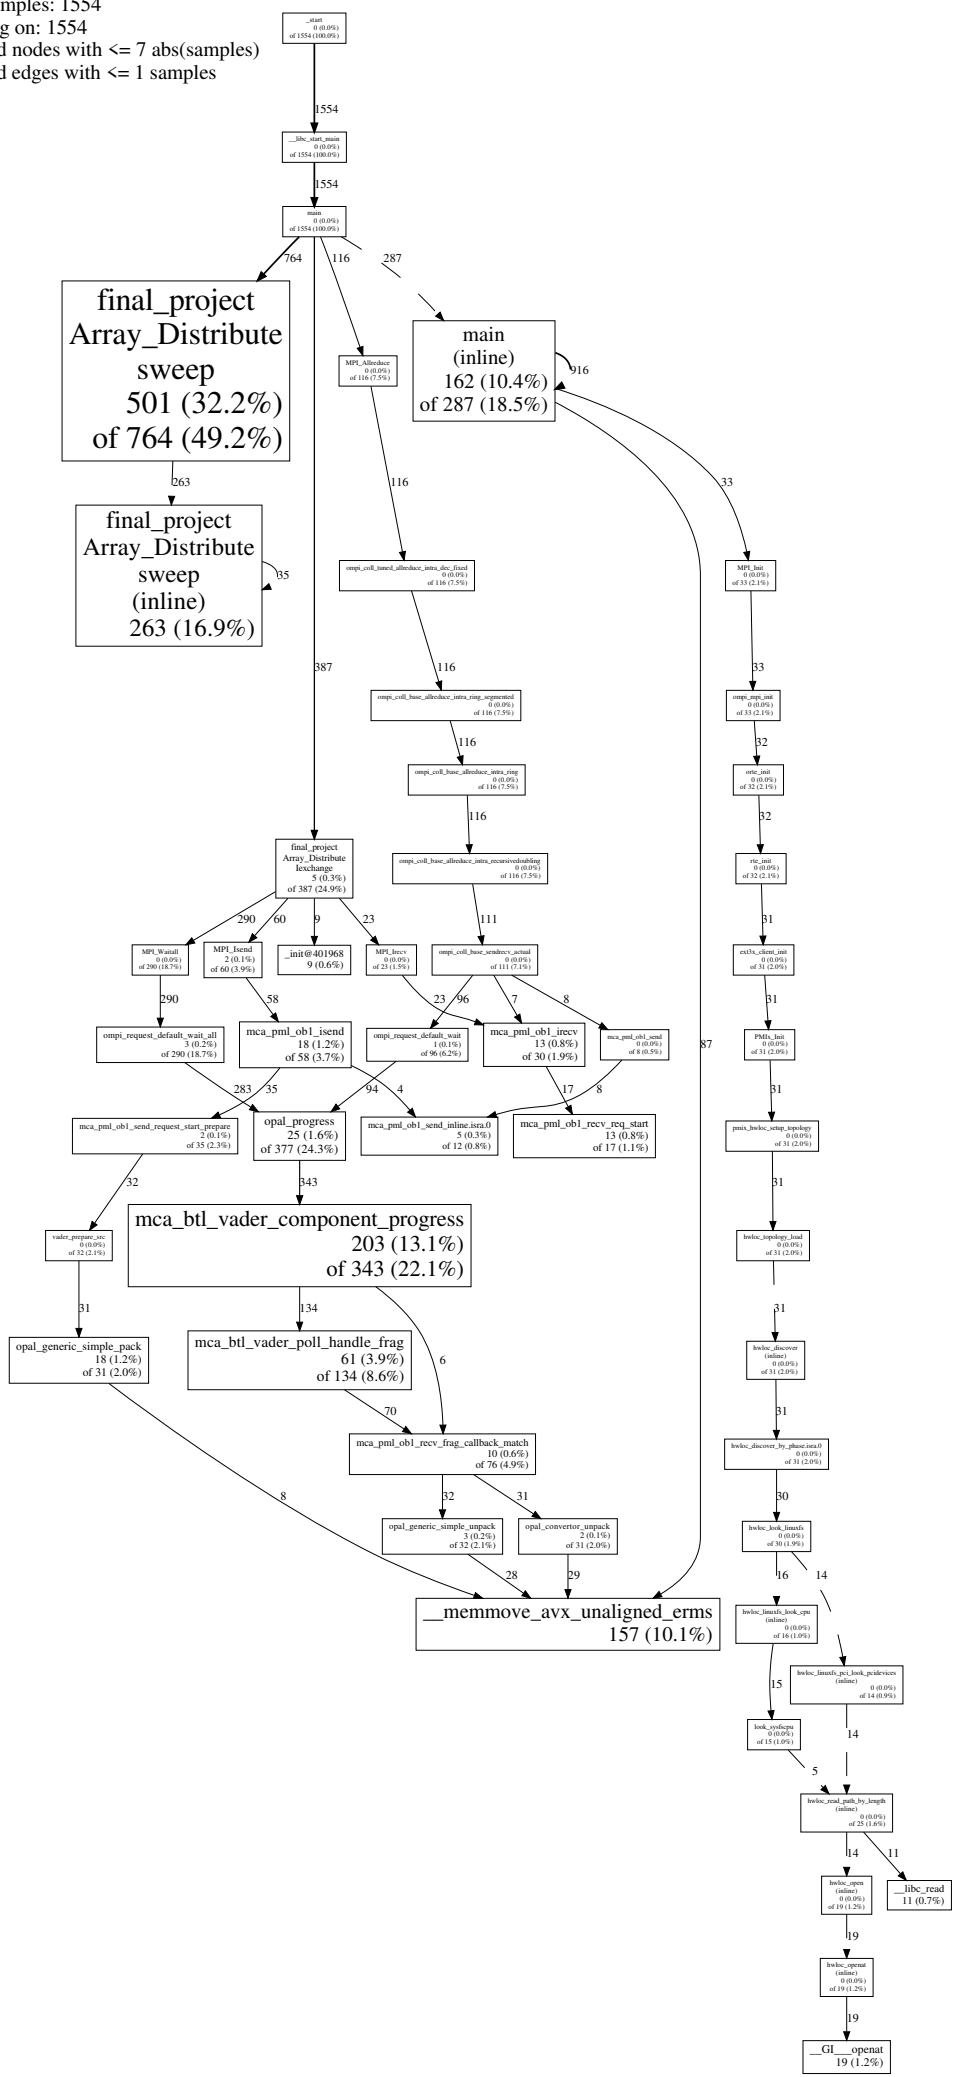 mples: 1554
g on: 1554
d nodes with <= 7 abs(samples)
d edges with <= 1 samples
_start
0 (0.0%)
of 1554 (100.0%)
1554
__libc_start_main
0 (0.0%)
of 1554 (100.0%)
1554
main
0 (0.0%)
of 1554 (100.0%)
764
116
287
final_project
Array_Distribute
sweep
501 (32.2%)
of 764 (49.2%)
main
(inline)
162 (10.4%)
of 287 (18.5%)
916
MPI_Allreduce
0 (0.0%)
of 116 (7.5%)
263
116
33
final_project
Array_Distribute
sweep
(inline)
263 (16.9%)
35
ompi_coll_tuned_allreduce_intra_dec_fixed
0 (0.0%)
of 116 (7.5%)
MPI_Init
0 (0.0%)
of 33 (2.1%)
387
116
33
ompi_coll_base_allreduce_intra_ring_segmented
0 (0.0%)
of 116 (7.5%)
ompi_mpi_init
0 (0.0%)
of 33 (2.1%)
116
32
ompi_coll_base_allreduce_intra_ring
0 (0.0%)
of 116 (7.5%)
orte_init
0 (0.0%)
of 32 (2.1%)
116
32
final_project
Array_Distribute
Iexchange
5 (0.3%)
of 387 (24.9%)
ompi_coll_base_allreduce_intra_recursivedoubling
0 (0.0%)
of 116 (7.5%)
rte_init
0 (0.0%)
of 32 (2.1%)
290
60
9
23
111
31
MPI_Waitall
0 (0.0%)
of 290 (18.7%)
MPI_Isend
2 (0.1%)
of 60 (3.9%)
_init@401968
9 (0.6%)
MPI_Irecv
0 (0.0%)
of 23 (1.5%)
ompi_coll_base_sendrecv_actual
0 (0.0%)
of 111 (7.1%)
ext3x_client_init
0 (0.0%)
of 31 (2.0%)
290
58
23
96
7
8
31
ompi_request_default_wait_all
3 (0.2%)
of 290 (18.7%)
mca_pml_ob1_isend
18 (1.2%)
of 58 (3.7%)
ompi_request_default_wait
1 (0.1%)
of 96 (6.2%)
mca_pml_ob1_irecv
13 (0.8%)
of 30 (1.9%)
mca_pml_ob1_send
0 (0.0%)
of 8 (0.5%)
PMIx_Init
0 (0.0%)
of 31 (2.0%)
87
283
35
94
4
17
8
31
mca_pml_ob1_send_request_start_prepare
2 (0.1%)
of 35 (2.3%)
opal_progress
25 (1.6%)
of 377 (24.3%)
mca_pml_ob1_send_inline.isra.0
5 (0.3%)
of 12 (0.8%)
mca_pml_ob1_recv_req_start
13 (0.8%)
of 17 (1.1%)
pmix_hwloc_setup_topology
0 (0.0%)
of 31 (2.0%)
32
343
31
vader_prepare_src
0 (0.0%)
of 32 (2.1%)
mca_btl_vader_component_progress
203 (13.1%)
of 343 (22.1%)
hwloc_topology_load
0 (0.0%)
of 31 (2.0%)
31
134
6
31
opal_generic_simple_pack
18 (1.2%)
of 31 (2.0%)
mca_btl_vader_poll_handle_frag
61 (3.9%)
of 134 (8.6%)
hwloc_discover
(inline)
0 (0.0%)
of 31 (2.0%)
70
31
mca_pml_ob1_recv_frag_callback_match
10 (0.6%)
of 76 (4.9%)
hwloc_discover_by_phase.isra.0
0 (0.0%)
of 31 (2.0%)
8
32
31
30
opal_generic_simple_unpack
3 (0.2%)
of 32 (2.1%)
opal_convertor_unpack
2 (0.1%)
of 31 (2.0%)
hwloc_look_linuxfs
0 (0.0%)
of 30 (1.9%)
28
29
16
14
__memmove_avx_unaligned_erms
157 (10.1%)
hwloc_linuxfs_look_cpu
(inline)
0 (0.0%)
of 16 (1.0%)
hwloc_linuxfs_pci_look_pcidevices
(inline)
0 (0.0%)
of 14 (0.9%)
15
look_sysfscpu
0 (0.0%)
of 15 (1.0%)
14
5
hwloc_read_path_by_length
(inline)
0 (0.0%)
of 25 (1.6%)
14
11
hwloc_open
(inline)
0 (0.0%)
of 19 (1.2%)
__libc_read
11 (0.7%)
19
hwloc_openat
(inline)
0 (0.0%)
of 19 (1.2%)
19
__GI___openat
19 (1.2%)